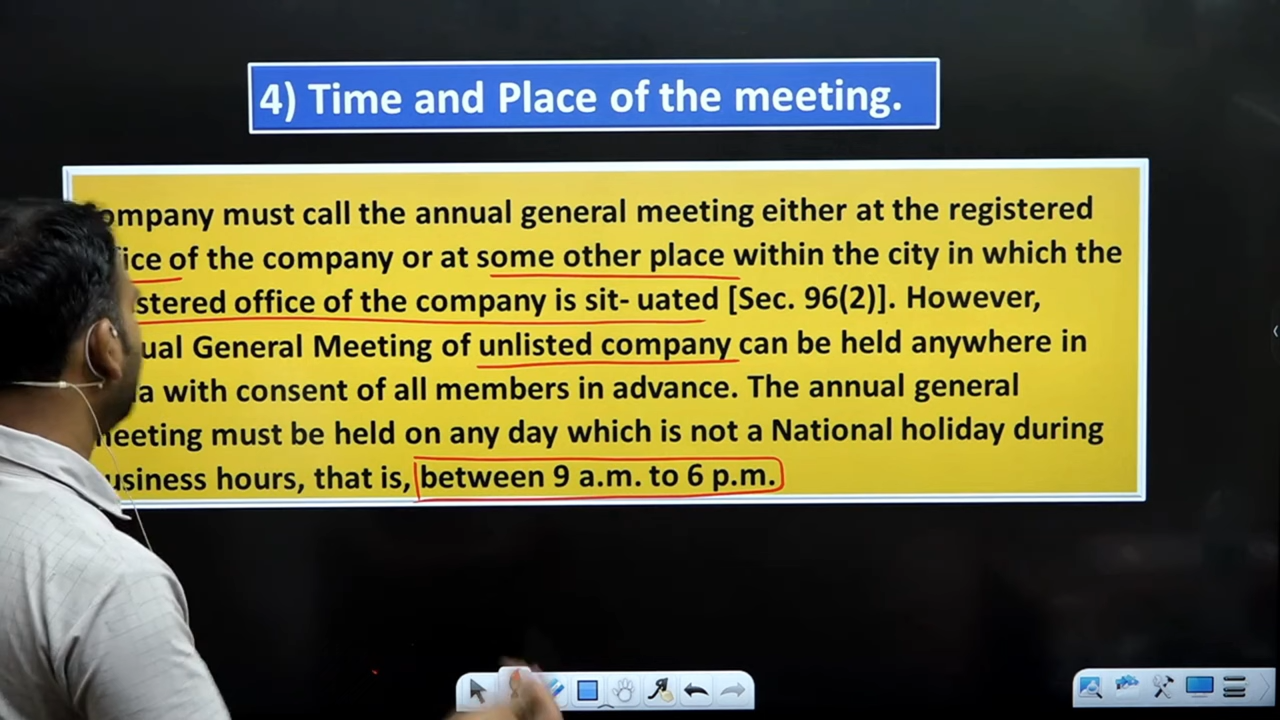 4) Time and Place of the meeting.
ompany must call the annual general meeting either at the registered
ice of the company or at some other place within the city in which the
stered office of the company is sit- uated [Sec. 96(2)]. However,
ual General Meeting of unlisted company can be held anywhere in
a with consent of all members in advance. The annual general
meeting must be held on any day which is not a National holiday during
usiness hours, that is, between 9 a.m. to 6 p.m.